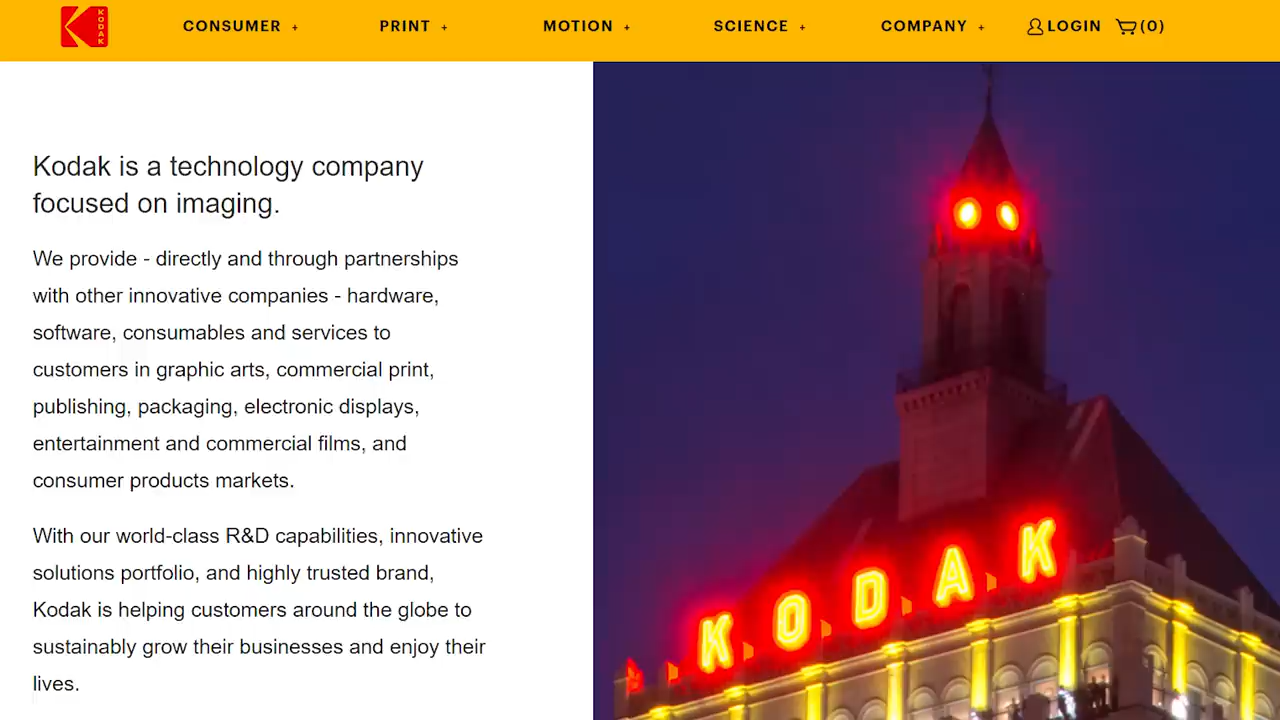 KODAK
CONSUMER +
PRINT +
MOTION +
SCIENCE +
COMPANY +
LOGIN
(0)
Kodak is a technology company
focused on imaging.
We provide - directly and through partnerships
with other innovative companies - hardware,
software, consumables and services to
customers in graphic arts, commercial print,
publishing, packaging, electronic displays,
entertainment and commercial films, and
consumer products markets.
With our world-class R&D capabilities, innovative
solutions portfolio, and highly trusted brand,
Kodak is helping customers around the globe to
sustainably grow their businesses and enjoy their
lives.
KODAK